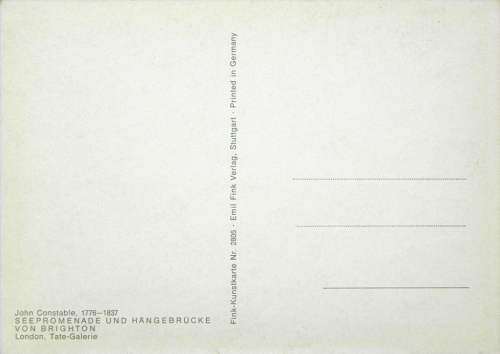 John Constable, 1776—1837
SEEPROMENADE UND HÄNGEBRÜCKE
VON BRIGHTON
London, Tate-Galerie
Fink-Kunstkarte Nr. 2805 · Emil Fink Verlag, Stuttgart · Printed in Germany